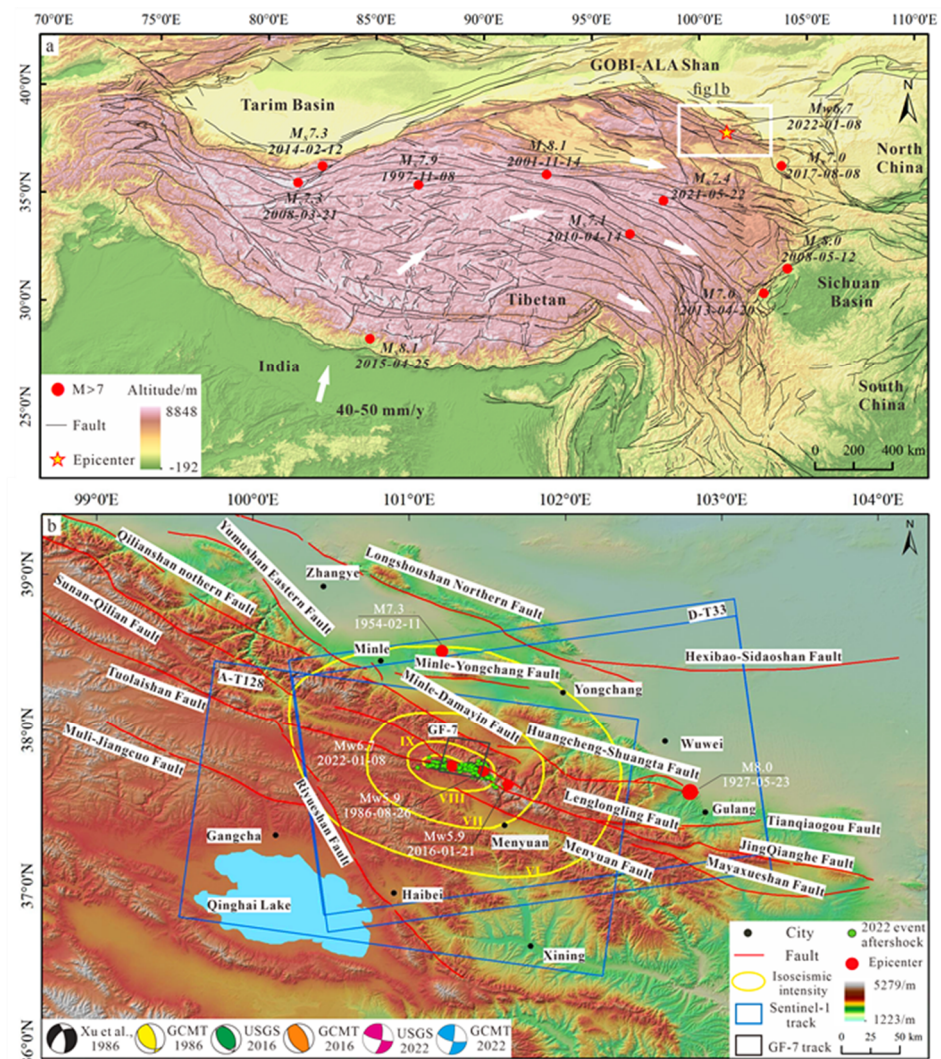 70°0'E 75°0'E 80°0'E 85°0'E 90°0'E 95°0'E 100°0'E 105°0'E 110°0'E
a
40°0'N
35°0'N
30°0'N
25°0'N
GOBI-ALA Shan
N
Tarim Basin
fig1b
Mw6.7
2022-01-08
North
China
Ms7.3
2014-02-12
Ms7.9
1997-11-08
Ms8.1
2001-11-14
Ms7.0
2017-08-08
Ms7.4
2021-05-22
Ms7.3
2008-03-21
Ms7.1
2010-04-14
Ms8.0
2008-05-12
Sichuan
Basin
Tibetan
M7.0
2013-04-20
Ms8.1
2015-04-25
India
South
China
40-50 mm/y
M>7
Fault
Epicenter
Altitude/m
8848
-192
0 200 400 km
99°0'E 100°0'E 101°0'E 102°0'E 103°0'E 104°0'E
b
39°0'N
38°0'N
37°0'N
36°0'N
N
Qilianshan nothern Fault
Yumushan Eastern Fault
Zhangye
Longshoushan Northern Fault
Sunan-Qilian Fault
M7.3
1954-02-11
D-T33
Minle
Hexibao-Sidaoshan Fault
Minle-Yongchang Fault
Tuolaishan Fault
A-T128
Yongchang
Minle-Damayin Fault
Muli-Jiangcuo Fault
GF-7
IX
Huangcheng-Shuangta Fault
Wuwei
Mw6.7
2022-01-08
M8.0
1927-05-23
VIII
Mw5.9
1986-08-26
VII
Lenglongling Fault
Gulang
Tianqiaogou Fault
Riyueshan Fault
Mw5.9
2016-01-21
Menyuan
Gangcha
JingQianghe Fault
Menyuan Fault
VI
Mayaxueshan Fault
Haibei
Qinghai Lake
Xining
City
2022 event
aftershock
Fault
Epicenter
Isoseismic
intensity
5279/m
Sentinel-1
track
1223/m
GF-7 track
0 25 50 km
Xu et al.,
1986
GCMT
1986
USGS
2016
GCMT
2016
USGS
2022
GCMT
2022